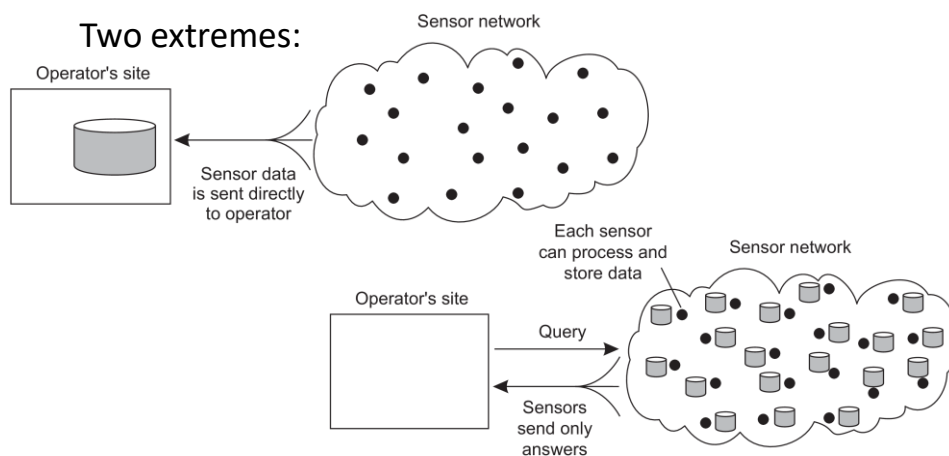 Two extremes:
Sensor network
Operator's site
Sensor data
is sent directly
to operator
Each sensor
can process and
store data
Sensor network
Operator's site
Query
Sensors
send only
answers